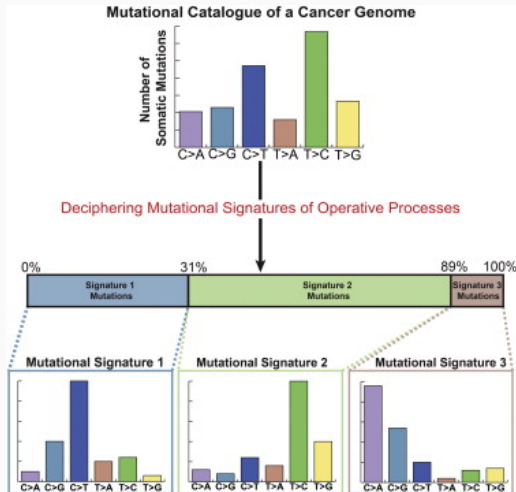 Mutational Catalogue of a Cancer Genome
Number of
Somatic Mutations
C>A C>G C>T T>A T>C T>G
Deciphering Mutational Signatures of Operative Processes
0% 31% 89% 100%
Signature 1
Mutations
Signature 2
Mutations
Signature 3
Mutations
Mutational Signature 1
C>A C>G C>T T>A T>C T>G
Mutational Signature 2
C>A C>G C>T T>A T>C T>G
Mutational Signature 3
C>A C>G C>T T>A T>C T>G